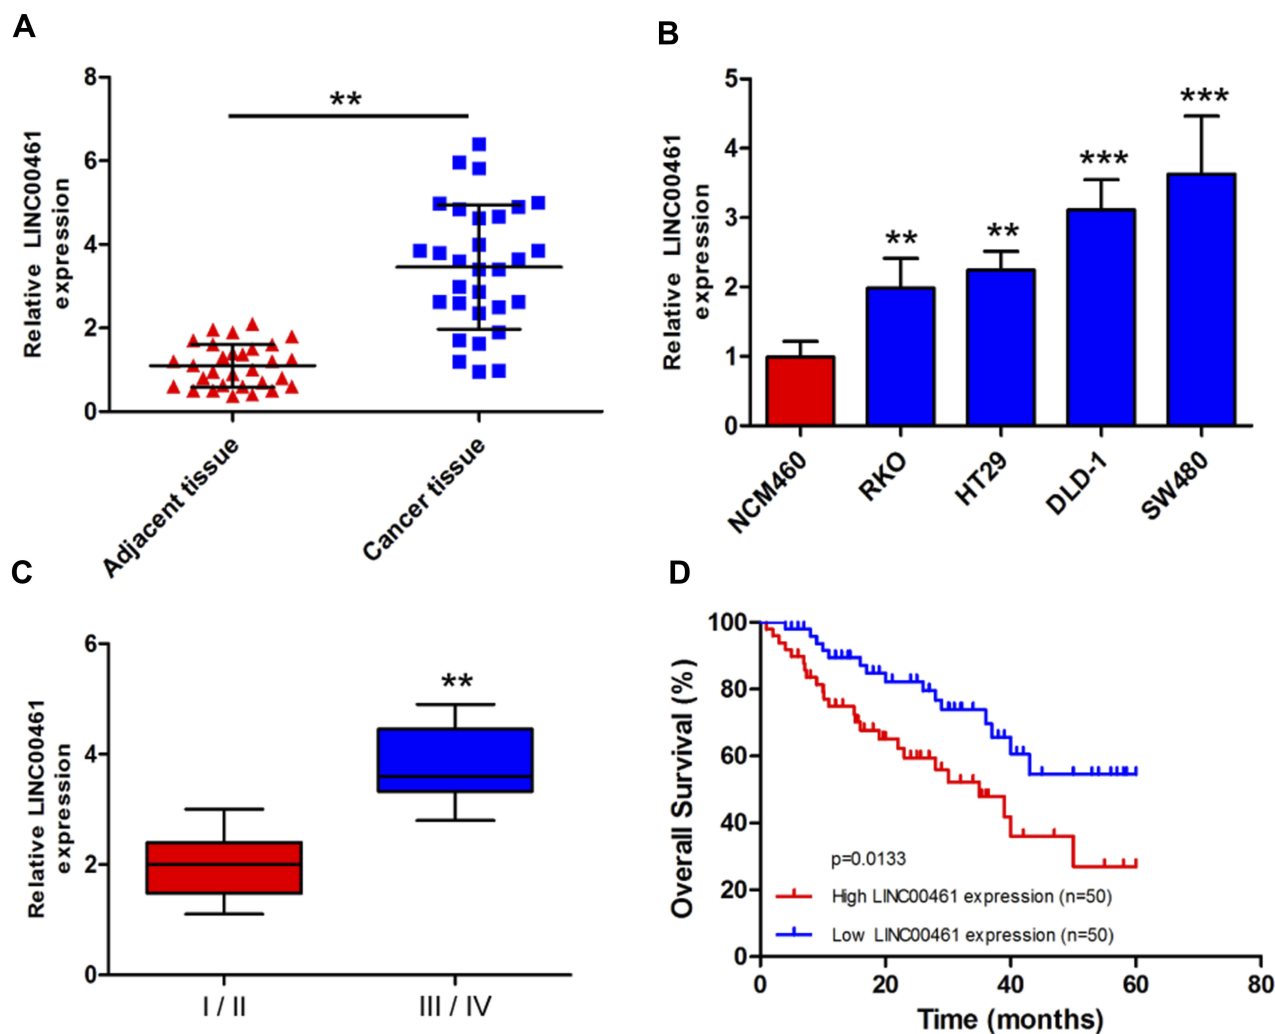 A
Relative LINC00461
expression
8
6
4
2
0
**
Adjacent tissue
Cancer tissue
B
Relative LINC00461
expression
5
4
3
2
1
0
**
**
***
***
NCM460
RKO
HT29
DLD-1
SW480
C
Relative LINC00461
expression
6
4
2
0
**
I / II
III / IV
D
Overall Survival (%)
100
80
60
40
20
0
p=0.0133
High LINC00461 expression (n=50)
Low LINC00461 expression (n=50)
0 20 40 60 80
Time (months)